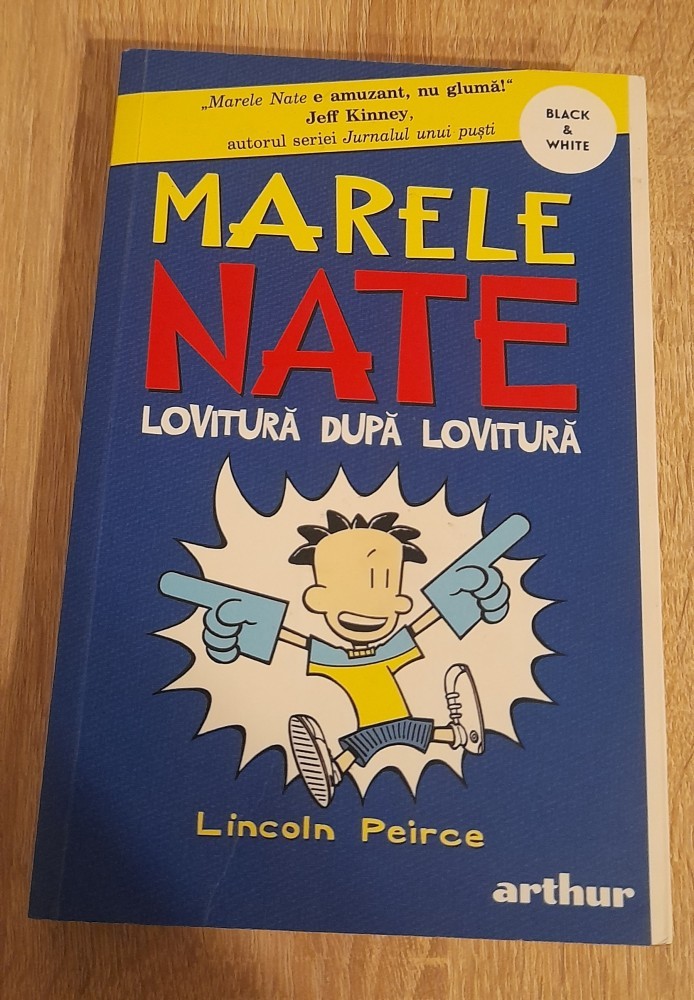 „Marele Nate e amuzant, nu glumă!“
Jeff Kinney,
autorul seriei Jurnalul unui puști
BLACK
&
WHITE
MARELE
NATE
LOVITURĂ DUPĂ LOVITURĂ
Lincoln Peirce
arthur